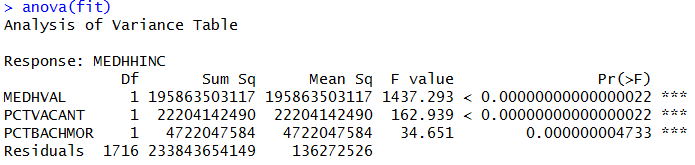 > anova(fit)
Analysis of Variance Table

Response: MEDHHINC
             Df       Sum Sq      Mean Sq  F value               Pr(>F)
MEDHVAL       1 195863503117 195863503117 1437.293 < 0.00000000000000022 ***
PCTVACANT     1  22204142490  22204142490  162.939 < 0.00000000000000022 ***
PCTBACHMOR    1   4722047584   4722047584   34.651         0.000000004733 ***
Residuals  1716 233843654149    136272526